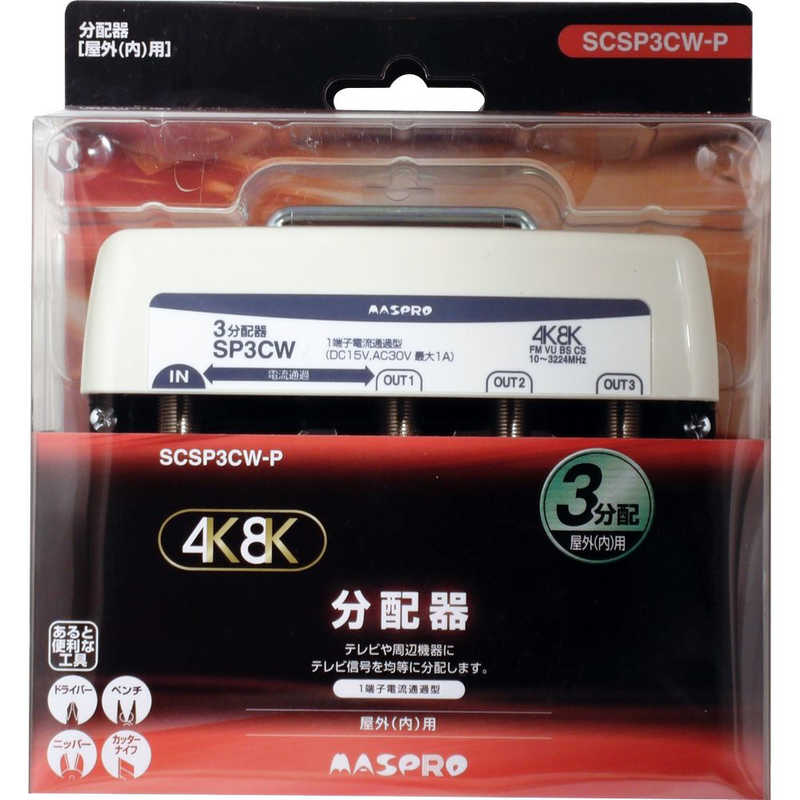 分配器
[屋外(内)用]
SCSP3CW-P
MASPRO
3分配器
SP3CW
1端子電流通過型
(DC15V,AC30V 最大1A)
4K8K
FM VU BS CS
10~3224MHz
IN
電流通過
OUT1
OUT2
OUT3
SCSP3CW-P
4K8K
3分配
屋外(内)用
分配器
テレビや周辺機器に
テレビ信号を均等に分配します。
1端子電流通過型
屋外(内)用
MASPRO
あると
便利な
工具
ドライバー
ペンチ
ニッパー
カッター
ナイフ